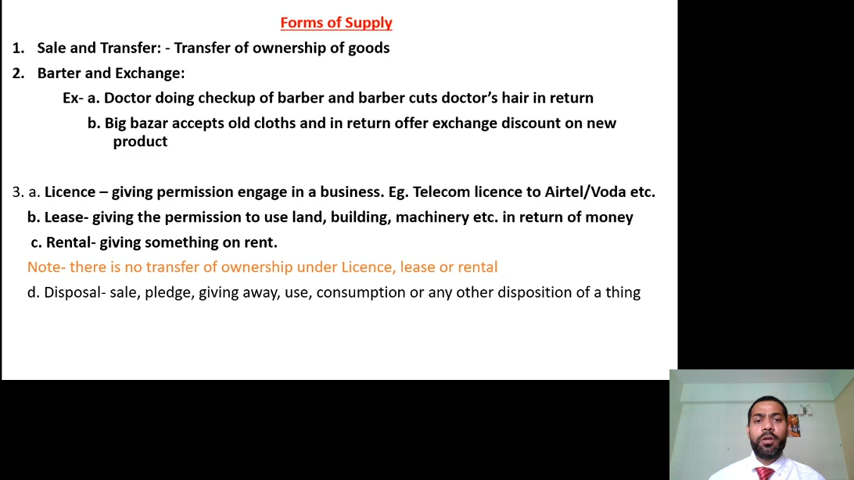 Forms of Supply
1. Sale and Transfer: - Transfer of ownership of goods
2. Barter and Exchange:
Ex- a. Doctor doing checkup of barber and barber cuts doctor's hair in return
b. Big bazar accepts old cloths and in return offer exchange discount on new
product
3. a. Licence – giving permission engage in a business. Eg. Telecom licence to Airtel/Voda etc.
b. Lease- giving the permission to use land, building, machinery etc. in return of money
c. Rental- giving something on rent.
Note- there is no transfer of ownership under Licence, lease or rental
d. Disposal- sale, pledge, giving away, use, consumption or any other disposition of a thing